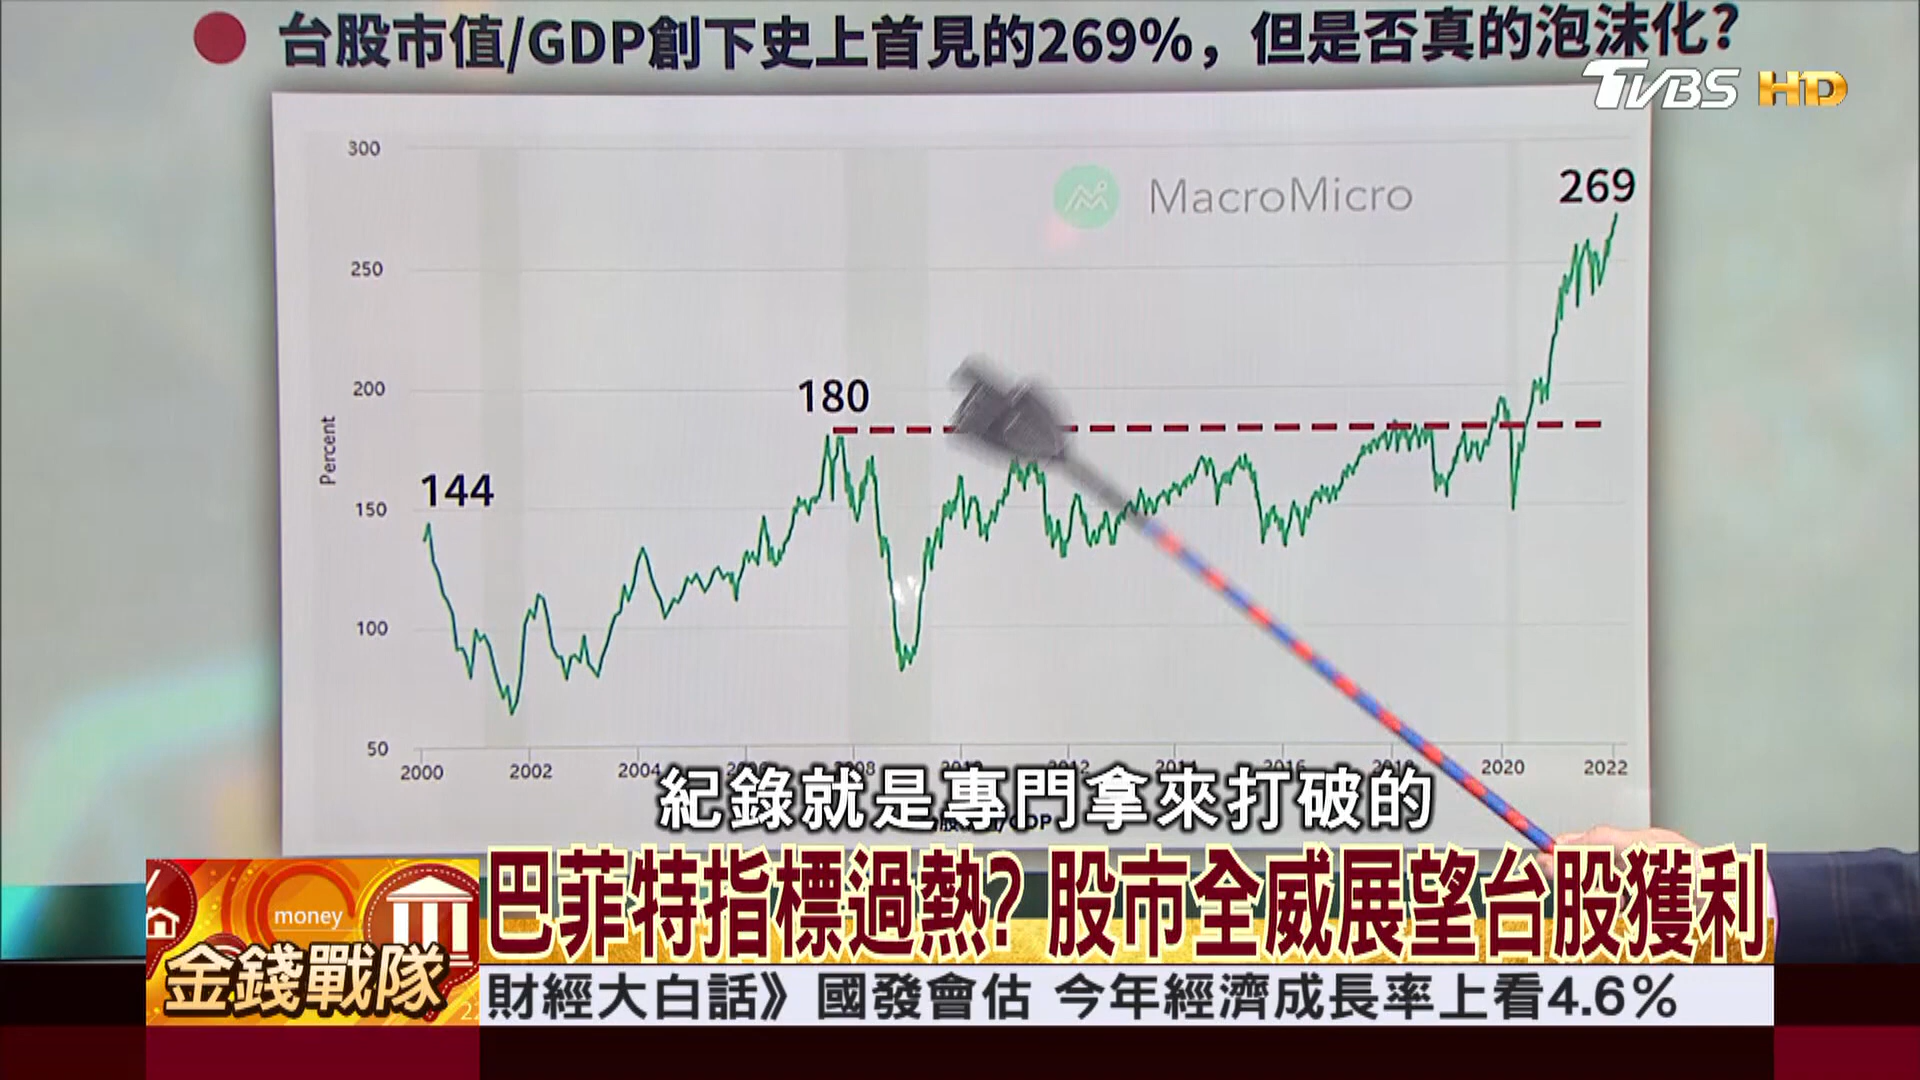 台股市值/GDP創下史上首見的269%，但是否真的泡沫化?
TVBS HD
MacroMicro
300
250
200
150
100
50
Percent
144
180
269
2000
2002
2004
2008
2012
2014
2016
2018
2020
2022
紀錄就是專門拿來打破的
money
金錢戰隊
巴菲特指標過熱? 股市全威展望台股獲利
財經大白話》國發會估 今年經濟成長率上看4.6%